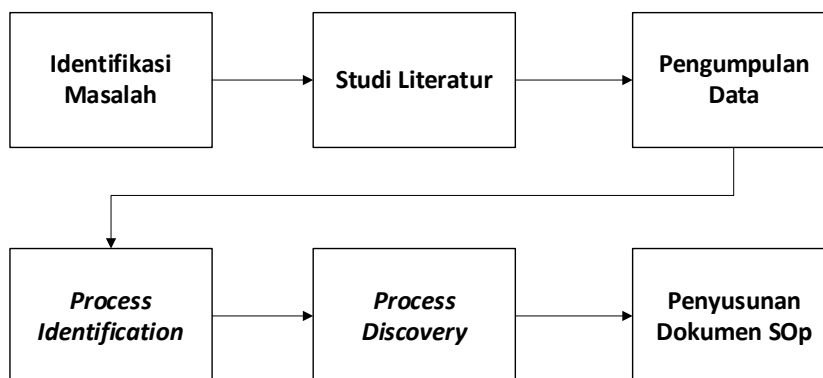 Identifikasi
Masalah
Studi Literatur
Pengumpulan
Data
Process
Identification
Process
Discovery
Penyusunan
Dokumen SOp